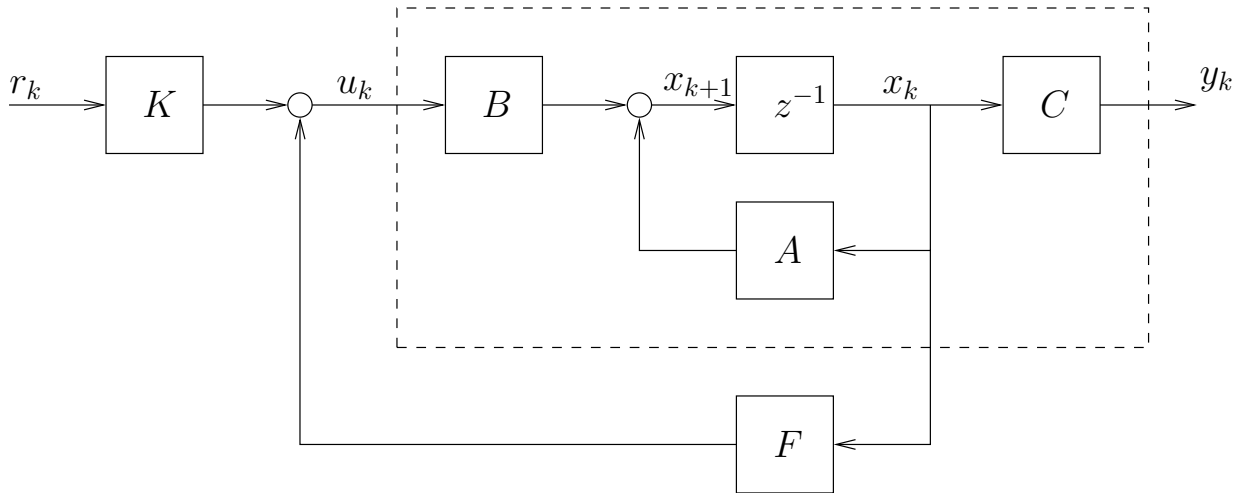 r_k
K
u_k
B
x_{k+1}
z^{-1}
x_k
C
y_k
A
F